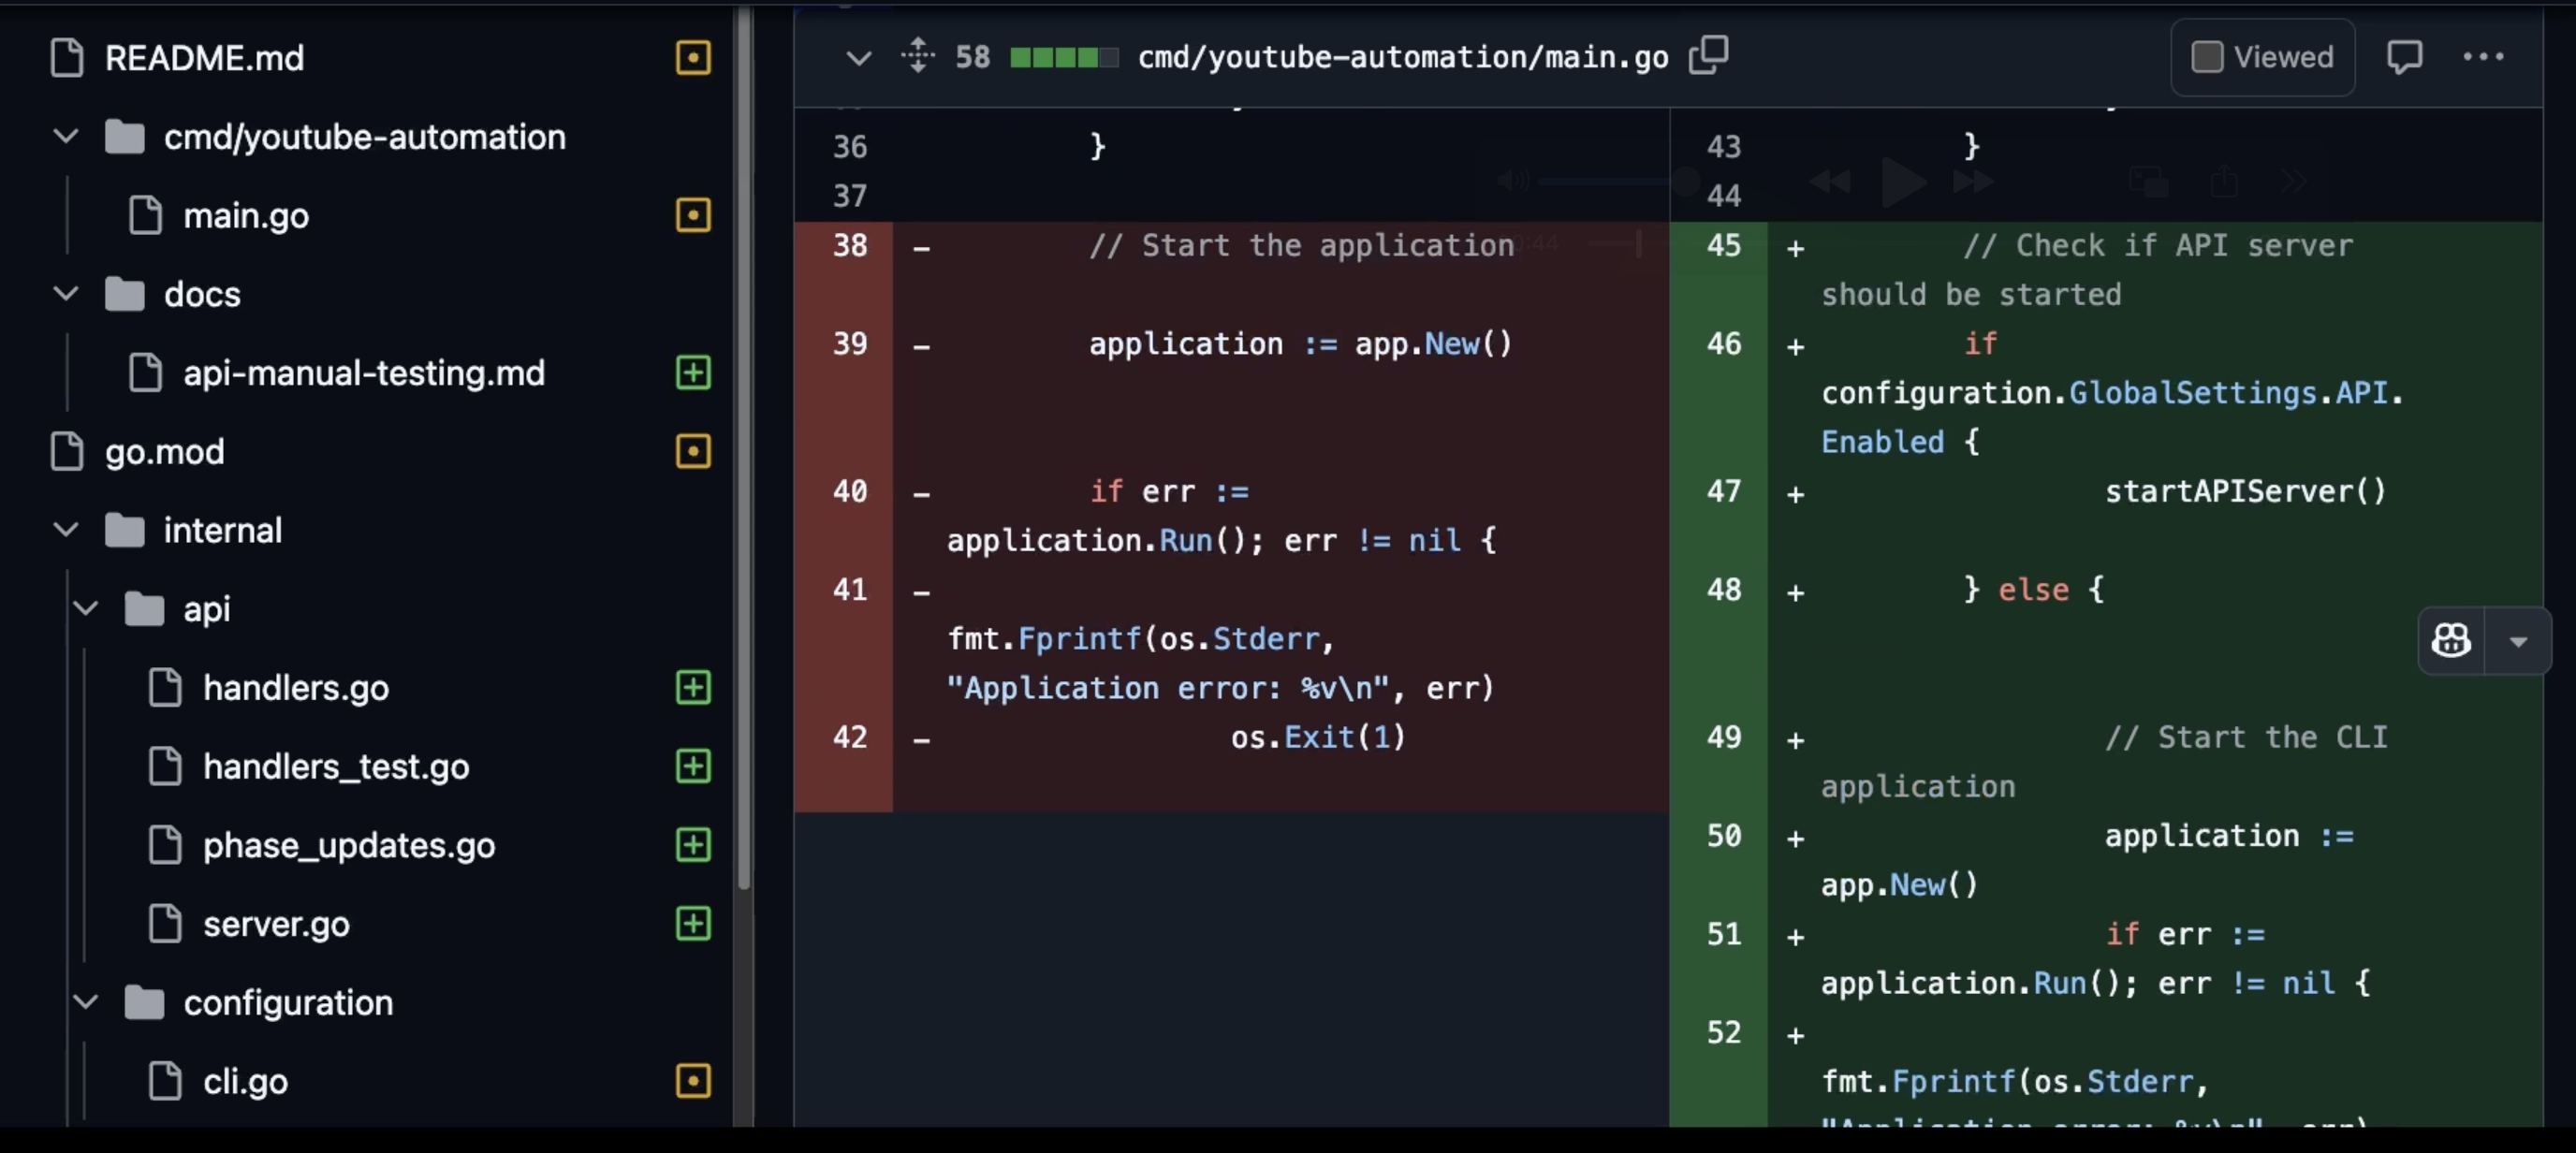 README.md
cmd/youtube-automation
main.go
docs
api-manual-testing.md
go.mod
internal
api
handlers.go
handlers_test.go
phase_updates.go
server.go
configuration
cli.go
58 cmd/youtube-automation/main.go Viewed
36 }
37
38 - // Start the application
39 - application := app.New()
40 - if err :=
application.Run(); err != nil {
41 -
fmt.Fprintf(os.Stderr,
"Application error: %v\n", err)
42 - os.Exit(1)
43 }
44
45 + // Check if API server
should be started
46 + if
configuration.GlobalSettings.API.
Enabled {
47 + startAPIServer()
48 + } else {
49 + // Start the CLI
application
50 + application :=
app.New()
51 + if err :=
application.Run(); err != nil {
52 +
fmt.Fprintf(os.Stderr,
"Application error: %v\n", err)